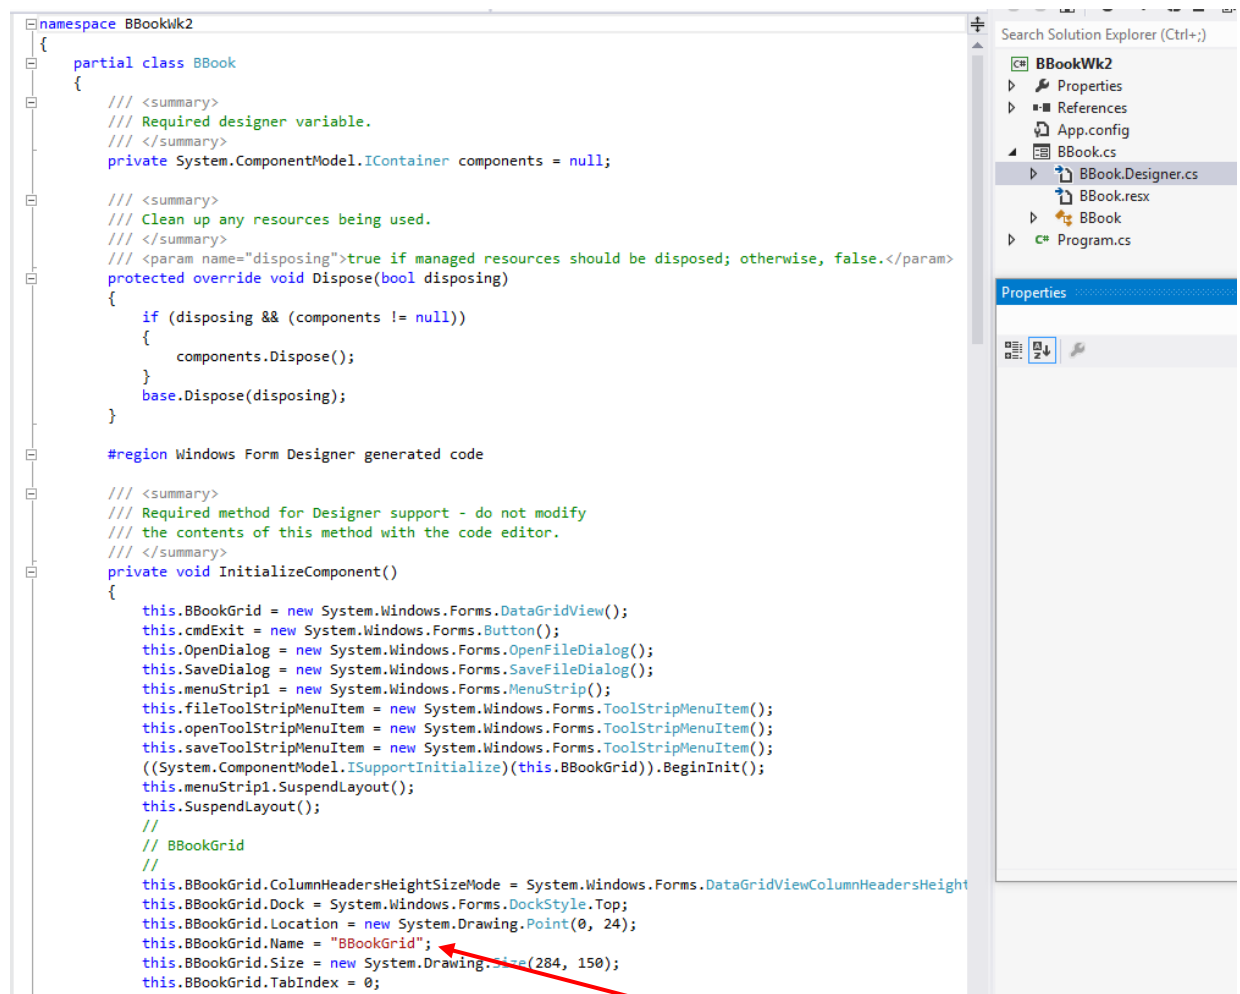 namespace BBookWk2
{
partial class BBook
{
/// <summary>
/// Required designer variable.
/// </summary>
private System.ComponentModel.IContainer components = null;
/// <summary>
/// Clean up any resources being used.
/// </summary>
/// <param name="disposing">true if managed resources should be disposed; otherwise, false.</param>
protected override void Dispose(bool disposing)
{
if (disposing && (components != null))
{
components.Dispose();
}
base.Dispose(disposing);
}
#region Windows Form Designer generated code
/// <summary>
/// Required method for Designer support - do not modify
/// the contents of this method with the code editor.
/// </summary>
private void InitializeComponent()
{
this.BBookGrid = new System.Windows.Forms.DataGridView();
this.cmdExit = new System.Windows.Forms.Button();
this.OpenDialog = new System.Windows.Forms.OpenFileDialog();
this.SaveDialog = new System.Windows.Forms.SaveFileDialog();
this.menuStrip1 = new System.Windows.Forms.MenuStrip();
this.fileToolStripMenuItem = new System.Windows.Forms.ToolStripMenuItem();
this.openToolStripMenuItem = new System.Windows.Forms.ToolStripMenuItem();
this.saveToolStripMenuItem = new System.Windows.Forms.ToolStripMenuItem();
((System.ComponentModel.ISupportInitialize)(this.BBookGrid)).BeginInit();
this.menuStrip1.SuspendLayout();
this.SuspendLayout();
//
// BBookGrid
//
this.BBookGrid.ColumnHeadersHeightSizeMode = System.Windows.Forms.DataGridViewColumnHeadersHeight
this.BBookGrid.Dock = System.Windows.Forms.DockStyle.Top;
this.BBookGrid.Location = new System.Drawing.Point(0, 24);
this.BBookGrid.Name = "BBookGrid";
this.BBookGrid.Size = new System.Drawing.Size(284, 150);
this.BBookGrid.TabIndex = 0;
Search Solution Explorer (Ctrl+;)
C# BBookWk2
Properties
References
App.config
BBook.cs
BBook.Designer.cs
BBook.resx
BBook
C# Program.cs
Properties